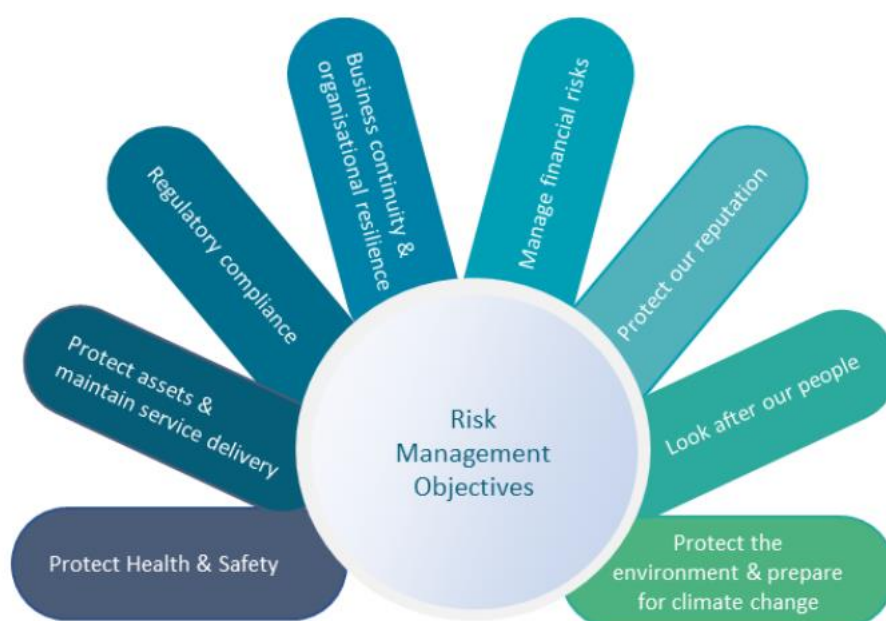 Business continuity &
organisational resilience
Manage financial risks
Regulatory compliance
Protect our reputation
Protect assets &
maintain service delivery
Look after our people
Risk
Management
Objectives
Protect Health & Safety
Protect the
environment & prepare
for climate change